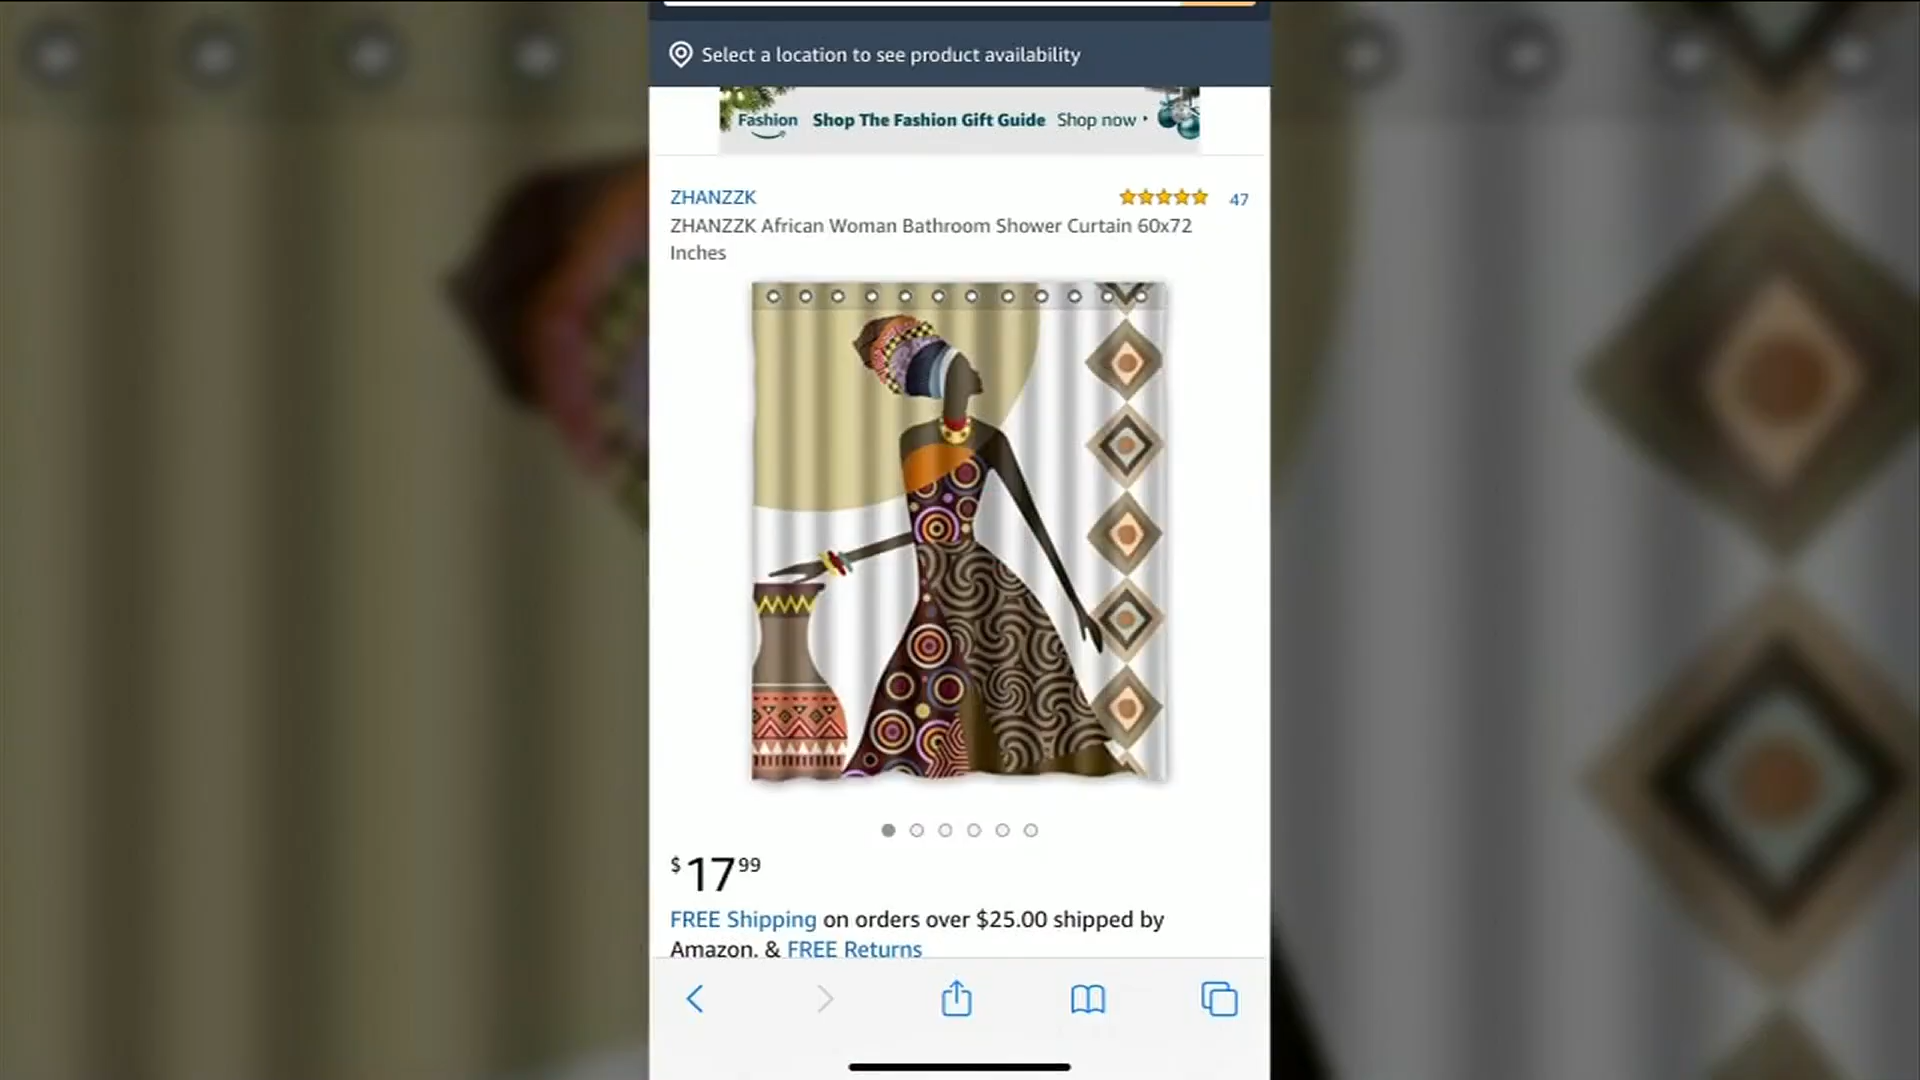 Select a location to see product availability
Fashion Shop The Fashion Gift Guide Shop now
ZHANZZK 47
ZHANZZK African Woman Bathroom Shower Curtain 60x72
Inches
$17 99
FREE Shipping on orders over $25.00 shipped by
Amazon. & FREE Returns